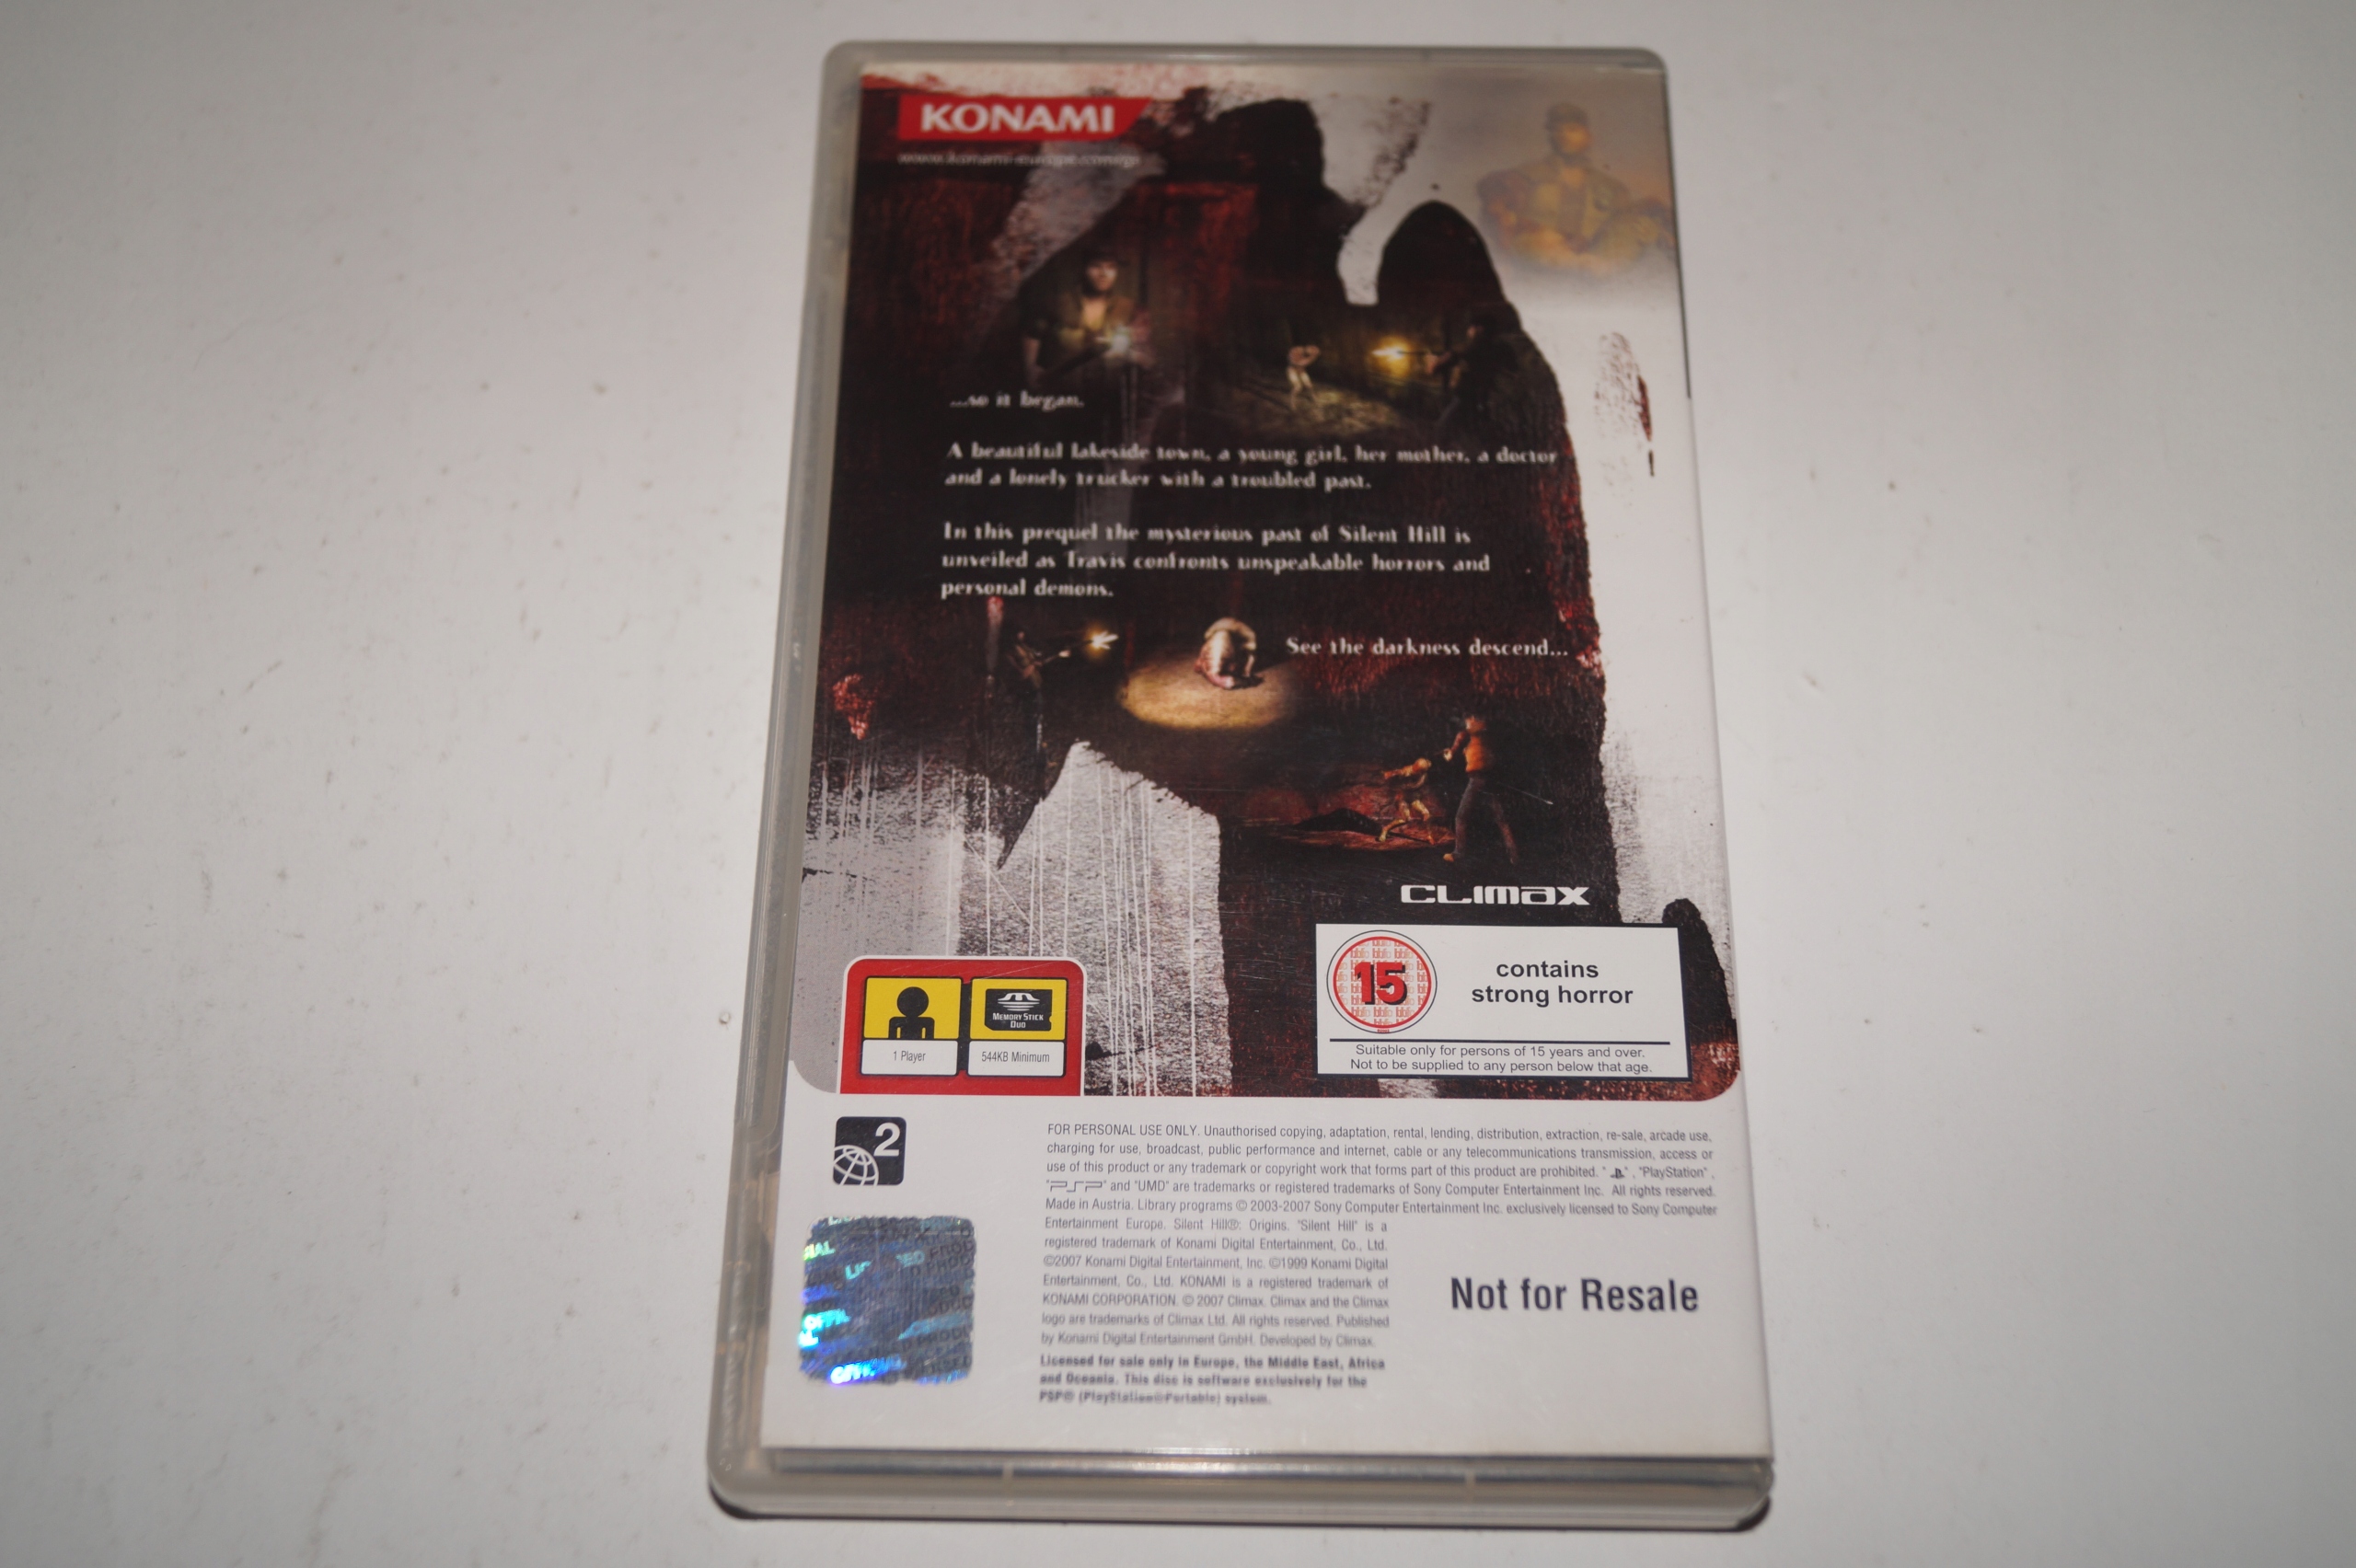 KONAMI
www.konami-europe.com/gs
...so it began.
A beautiful lakeside town, a young girl, her mother, a doctor
and a lonely trucker with a troubled past.
In this prequel the mysterious past of Silent Hill is
unveiled as Travis confronts unspeakable horrors and
personal demons.
See the darkness descend...
CLIMAX
15
contains
strong horror
Suitable only for persons of 15 years and over.
Not to be supplied to any person below that age.
MEMORY STICK
DUO
1 Player
544KB Minimum
2
FOR PERSONAL USE ONLY. Unauthorised copying, adaptation, rental, lending, distribution, extraction, re-sale, arcade use,
charging for use, broadcast, public performance and internet, cable or any telecommunications transmission, access or
use of this product or any trademark or copyright work that forms part of this product are prohibited. " ", "PlayStation",
"PSP" and "UMD" are trademarks or registered trademarks of Sony Computer Entertainment Inc. All rights reserved.
Made in Austria. Library programs © 2003-2007 Sony Computer Entertainment Inc. exclusively licensed to Sony Computer
Entertainment Europe. Silent Hill®: Origins. "Silent Hill" is a
registered trademark of Konami Digital Entertainment, Co., Ltd.
©2007 Konami Digital Entertainment, Inc. ©1999 Konami Digital
Entertainment, Co., Ltd. KONAMI is a registered trademark of
KONAMI CORPORATION. © 2007 Climax. Climax and the Climax
logo are trademarks of Climax Ltd. All rights reserved. Published
by Konami Digital Entertainment GmbH. Developed by Climax.
Licensed for sale only in Europe, the Middle East, Africa
and Oceania. This disc is software exclusively for the
PSP® (PlayStation®Portable) system.
Not for Resale